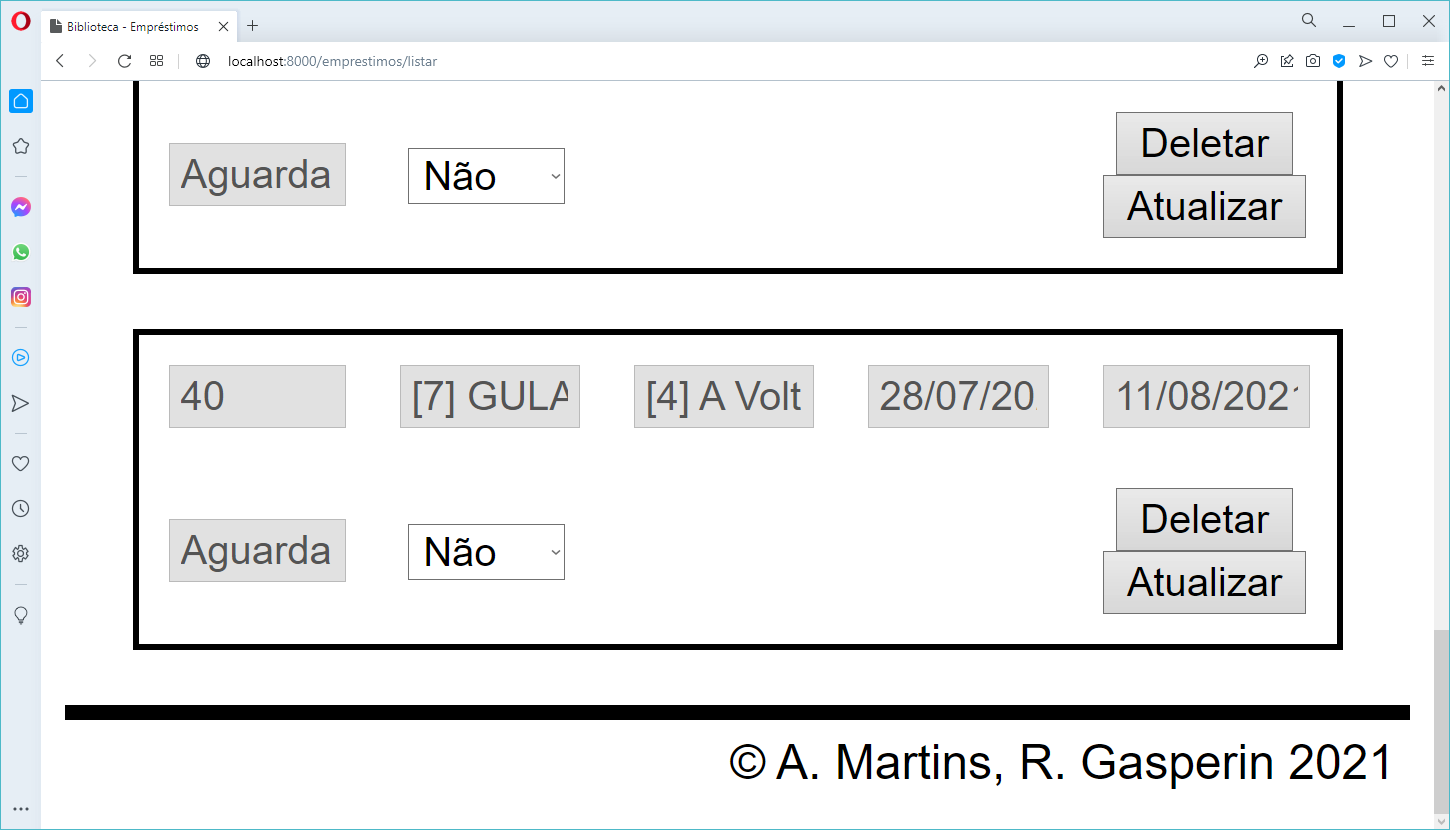 Biblioteca - Empréstimos
localhost:8000/emprestimos/listar
Aguarda Não Deletar
Atualizar
40 [7] GULA [4] A Volt 28/07/20 11/08/2021
Aguarda Não Deletar
Atualizar
© A. Martins, R. Gasperin 2021